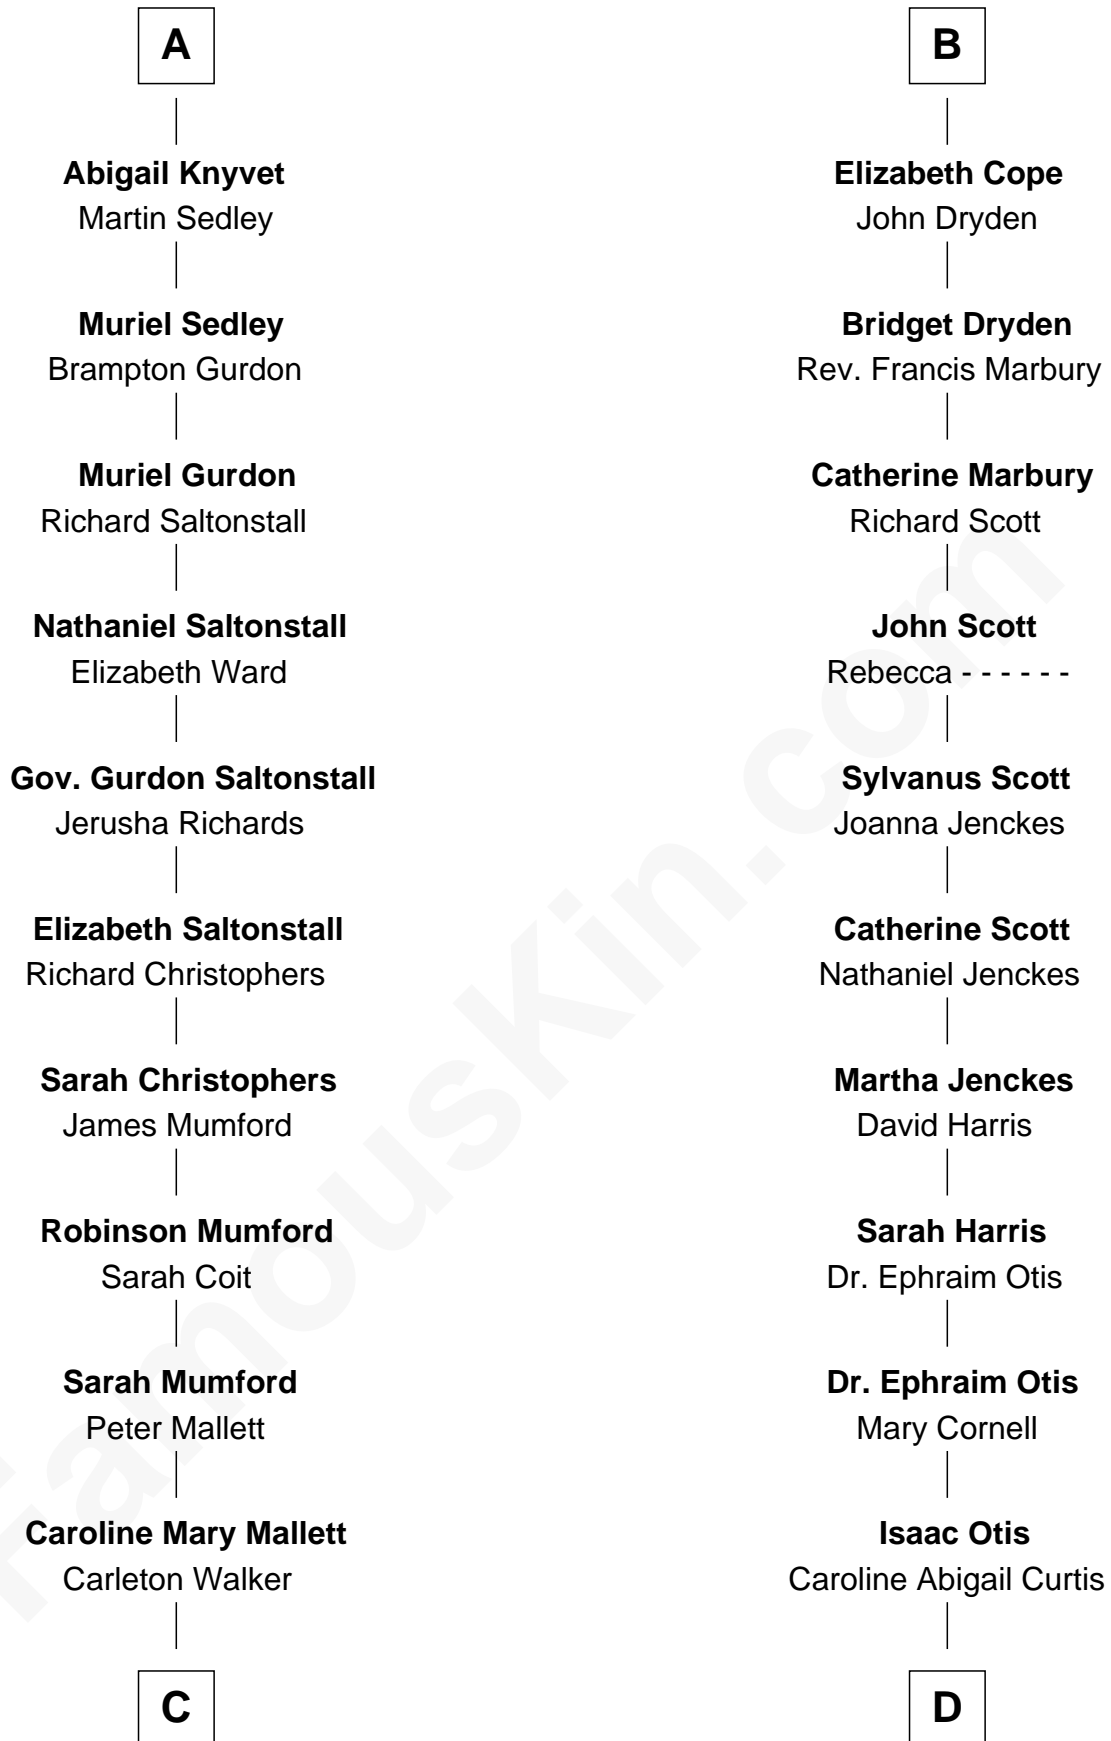 A
Abigail Knyvet
Martin Sedley
Muriel Sedley
Brampton Gurdon
Muriel Gurdon
Richard Saltonstall
Nathaniel Saltonstall
Elizabeth Ward
Gov. Gurdon Saltonstall
Jerusha Richards
Elizabeth Saltonstall
Richard Christophers
Sarah Christophers
James Mumford
Robinson Mumford
Sarah Coit
Sarah Mumford
Peter Mallett
Caroline Mary Mallett
Carleton Walker
C
B
Elizabeth Cope
John Dryden
Bridget Dryden
Rev. Francis Marbury
Catherine Marbury
Richard Scott
John Scott
Rebecca - - - - - -
Sylvanus Scott
Joanna Jenckes
Catherine Scott
Nathaniel Jenckes
Martha Jenckes
David Harris
Sarah Harris
Dr. Ephraim Otis
Dr. Ephraim Otis
Mary Cornell
Isaac Otis
Caroline Abigail Curtis
D
FamousKin.com